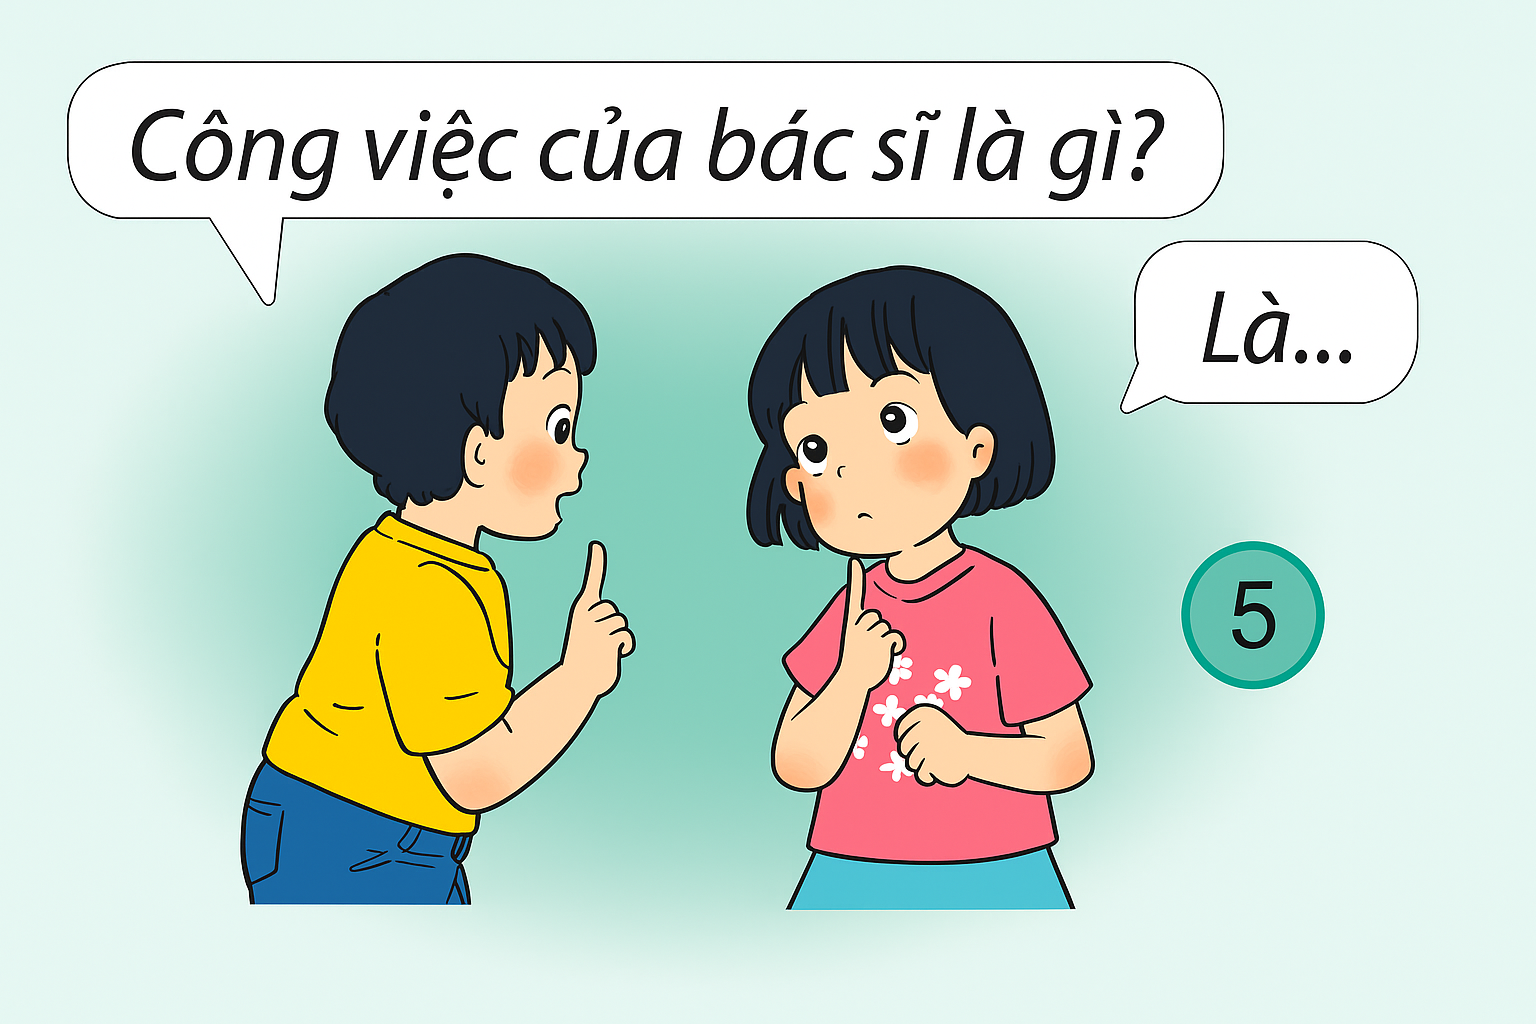 Công việc của bác sĩ là gì?
Là...
5